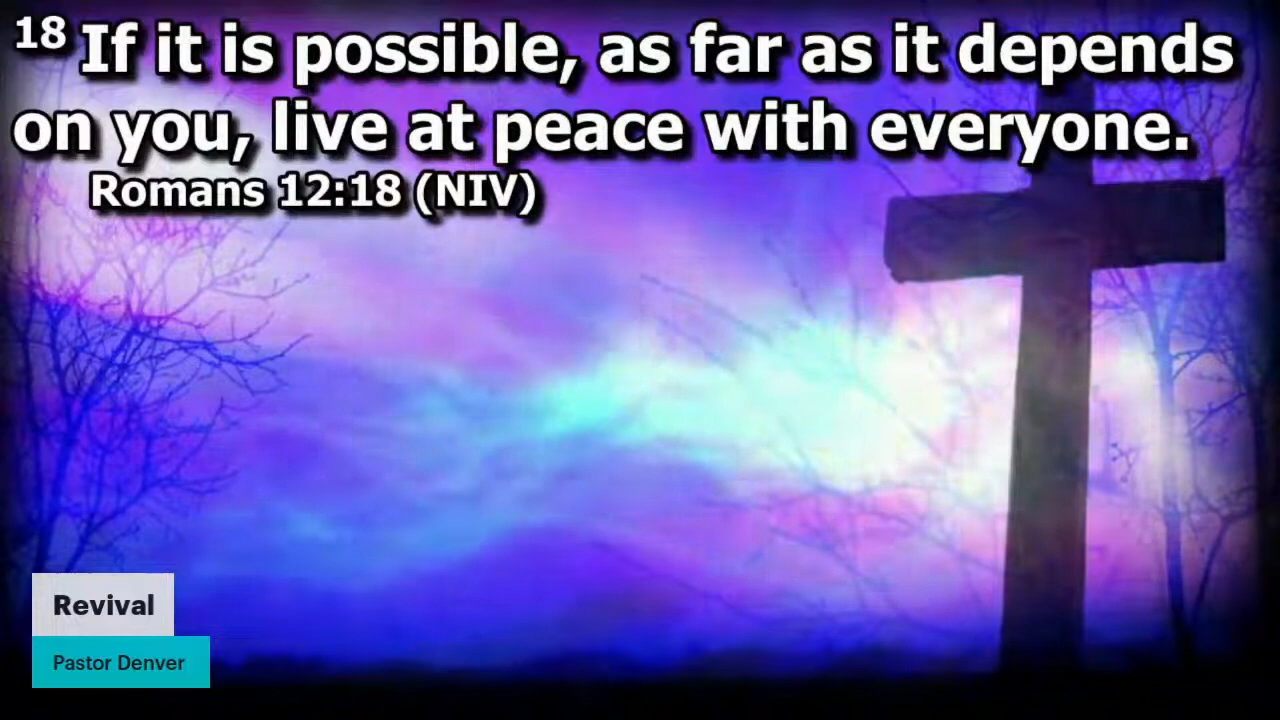 18 If it is possible, as far as it depends
on you, live at peace with everyone.
Romans 12:18 (NIV)
Revival
Pastor Denver